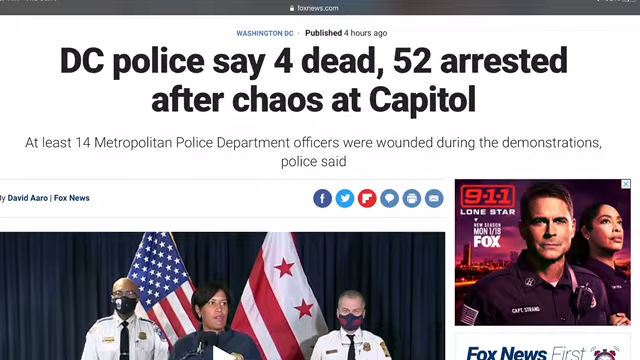 foxnews.com
WASHINGTON DC · Published 4 hours ago
DC police say 4 dead, 52 arrested
after chaos at Capitol
At least 14 Metropolitan Police Department officers were wounded during the demonstrations,
police said
By David Aaro | Fox News
9-1-1
LONE STAR
NEW SEASON
MON 1/18
FOX
CAPT. STRAND
Fox News First